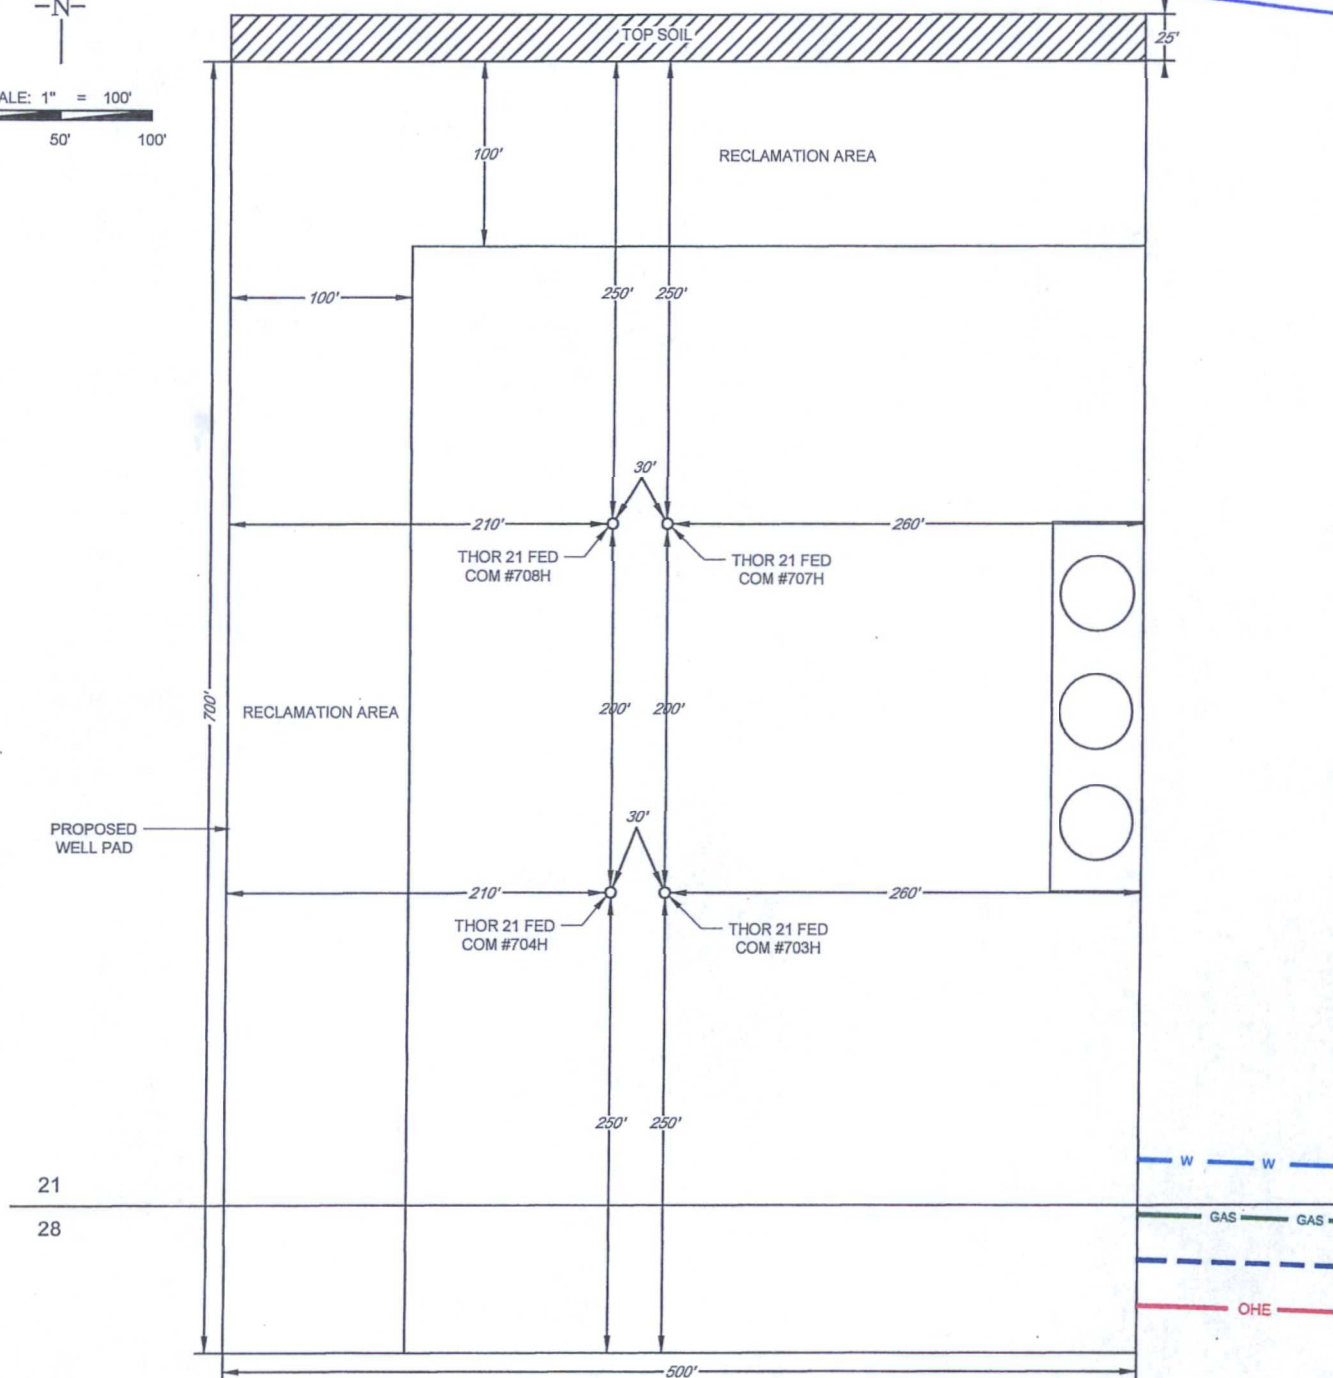 -N-
TOP SOIL
25'
ALE: 1" = 100'
50' 100'
100'
RECLAMATION AREA
100'
250' 250'
30'
210' 260'
THOR 21 FED
COM #708H
THOR 21 FED
COM #707H
700'
RECLAMATION AREA
200' 200'
PROPOSED
WELL PAD
30'
210' 260'
THOR 21 FED
COM #704H
THOR 21 FED
COM #703H
250' 250'
W W
21
28
GAS GAS
OHE
500'